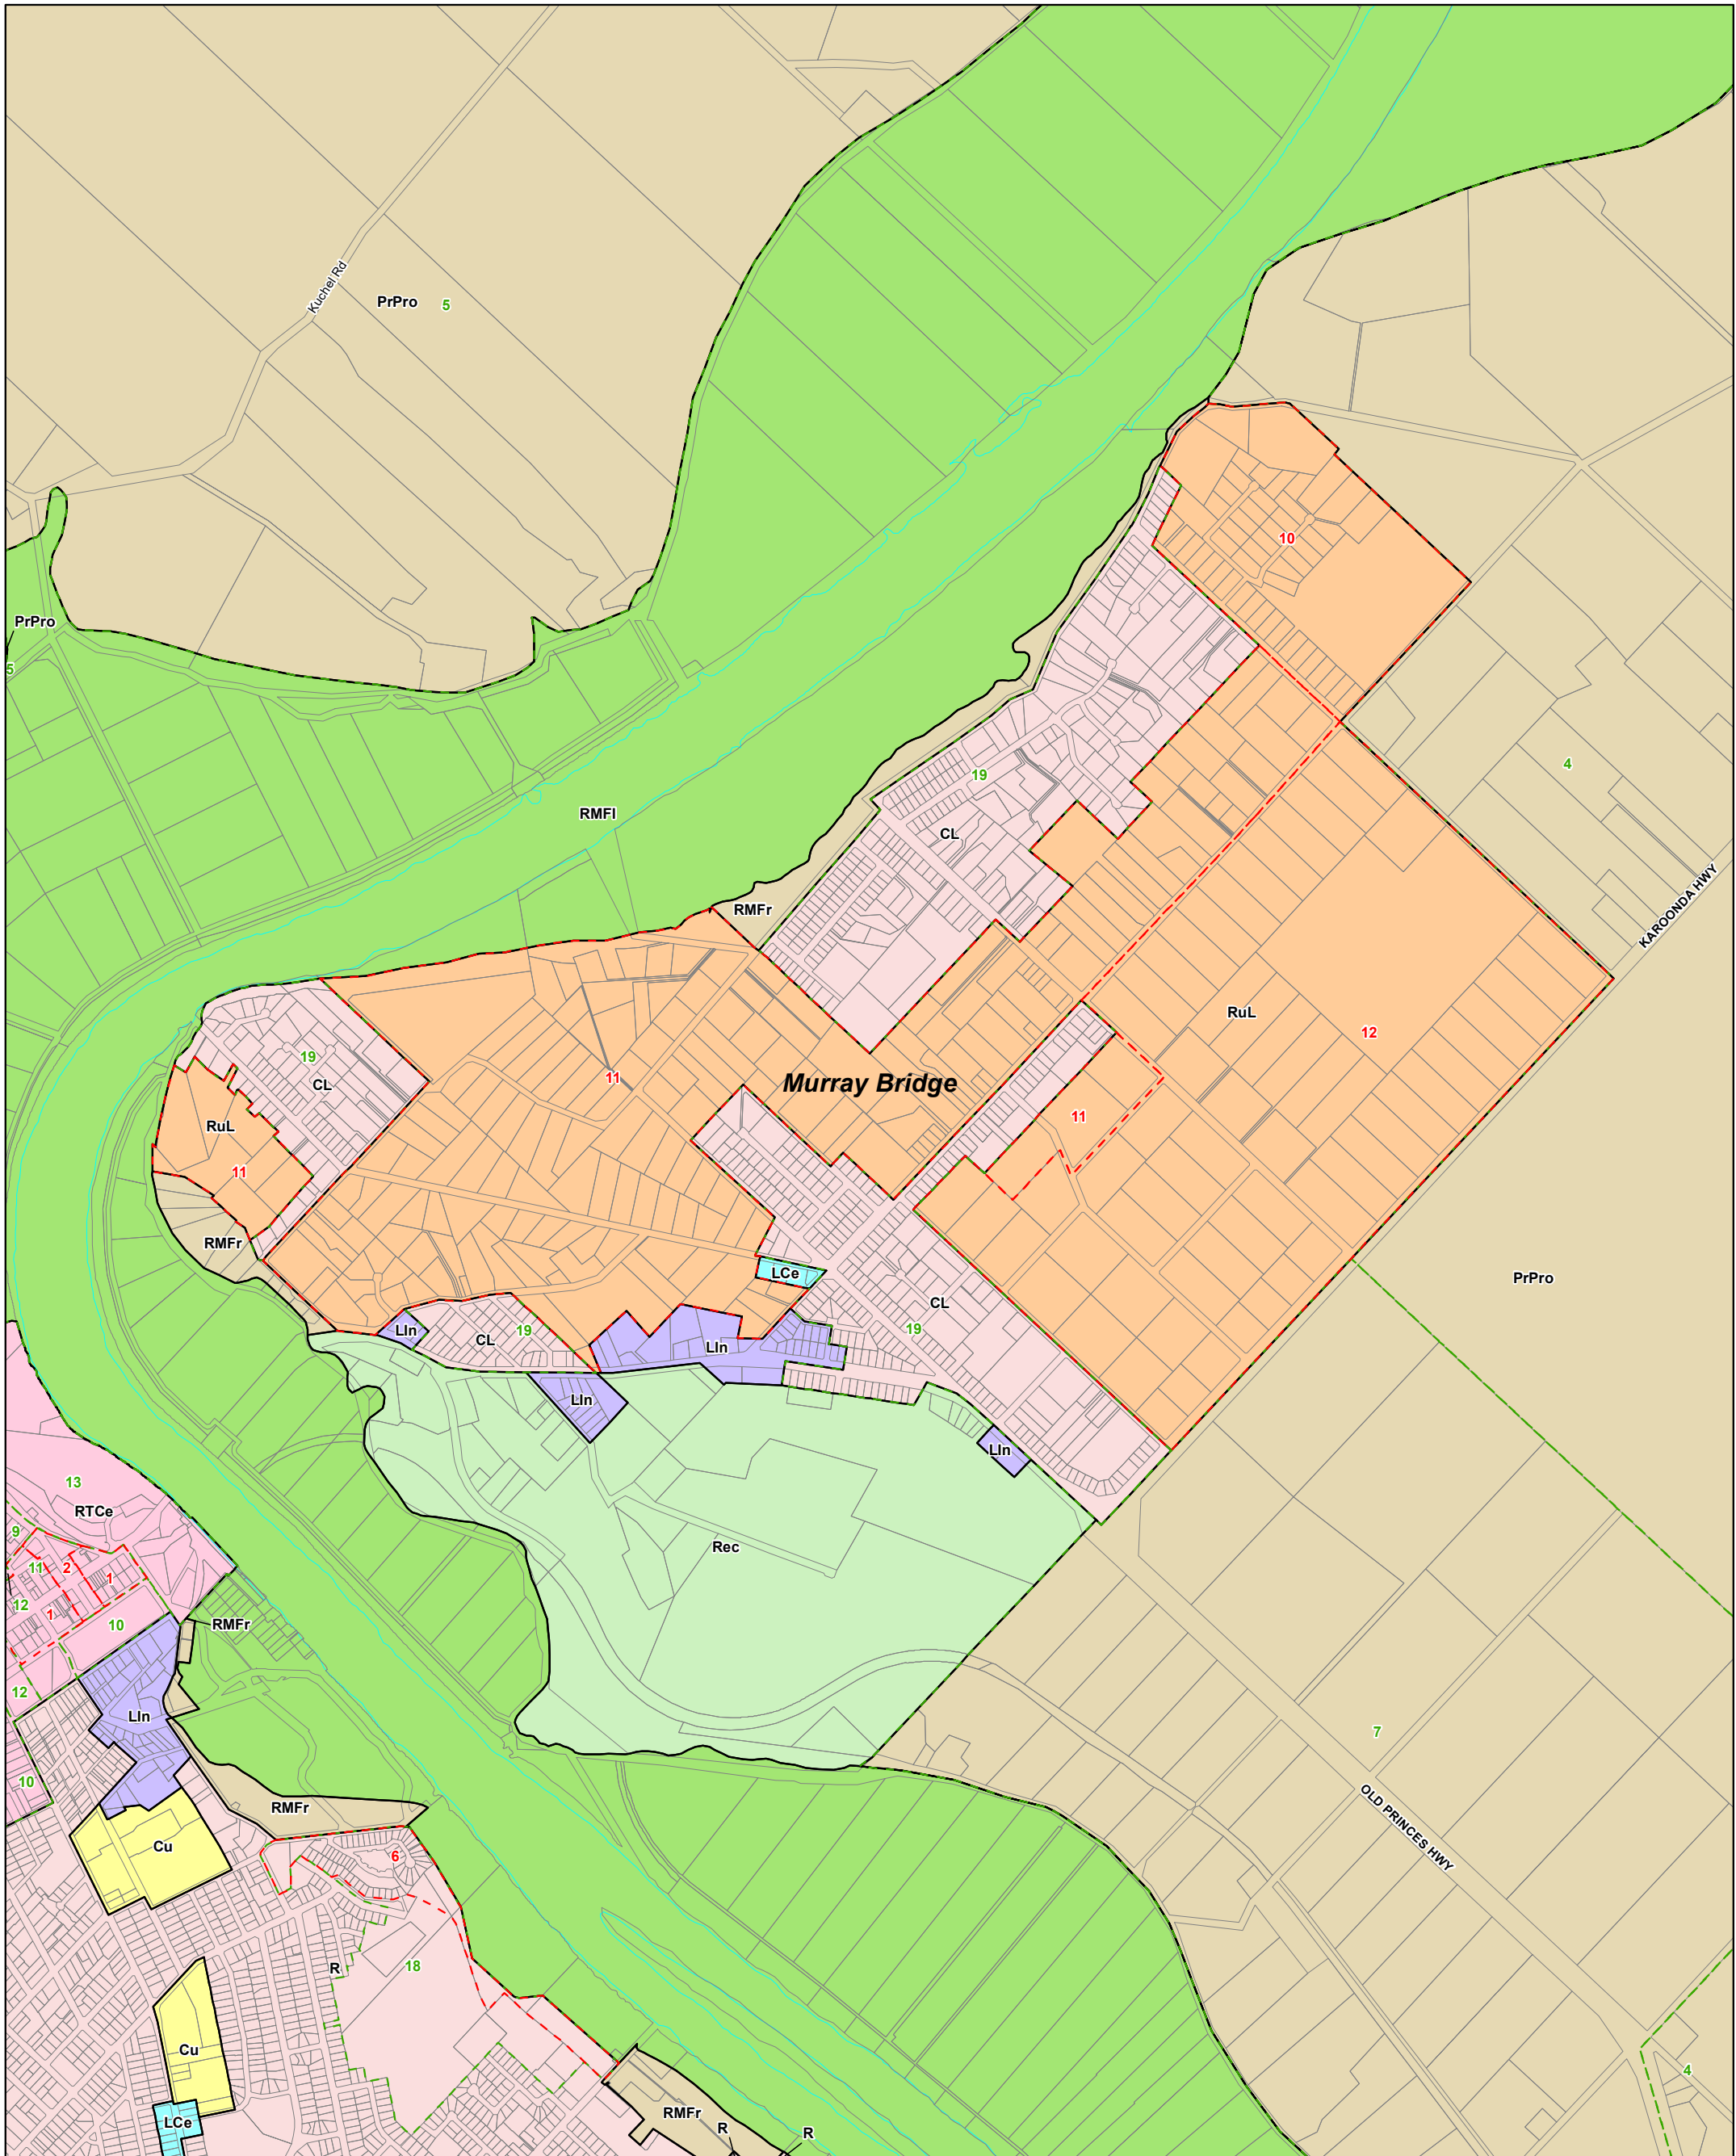 Kuchel Rd
PrPro 5
10
PrPro
5
4
19
RMFl
CL
KAROONDA HWY
RMFr
RuL
12
19
CL
11
Murray Bridge
11
RuL
11
RMFr
LCe
PrPro
CL
19
LIn
CL
19
LIn
LIn
LIn
13
RTCe
9
11
2
1
Rec
12
1
10
RMFr
12
LIn
7
10
RMFr
OLD PRINCES HWY
Cu
6
R
18
Cu
4
LCe
RMFr
R
R